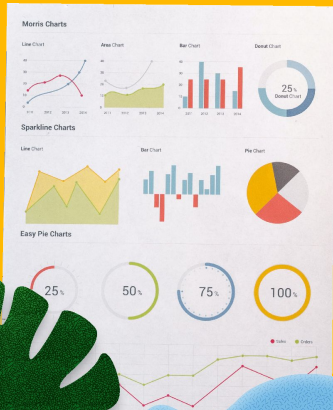 Morris Charts
Line Chart
Area Chart
Bar Chart
Donut Chart
25%
Donut Chart
Sparkline Charts
Line Chart
Bar Chart
Pie Chart
Easy Pie Charts
25%
50%
75%
100%
Sales
Orders